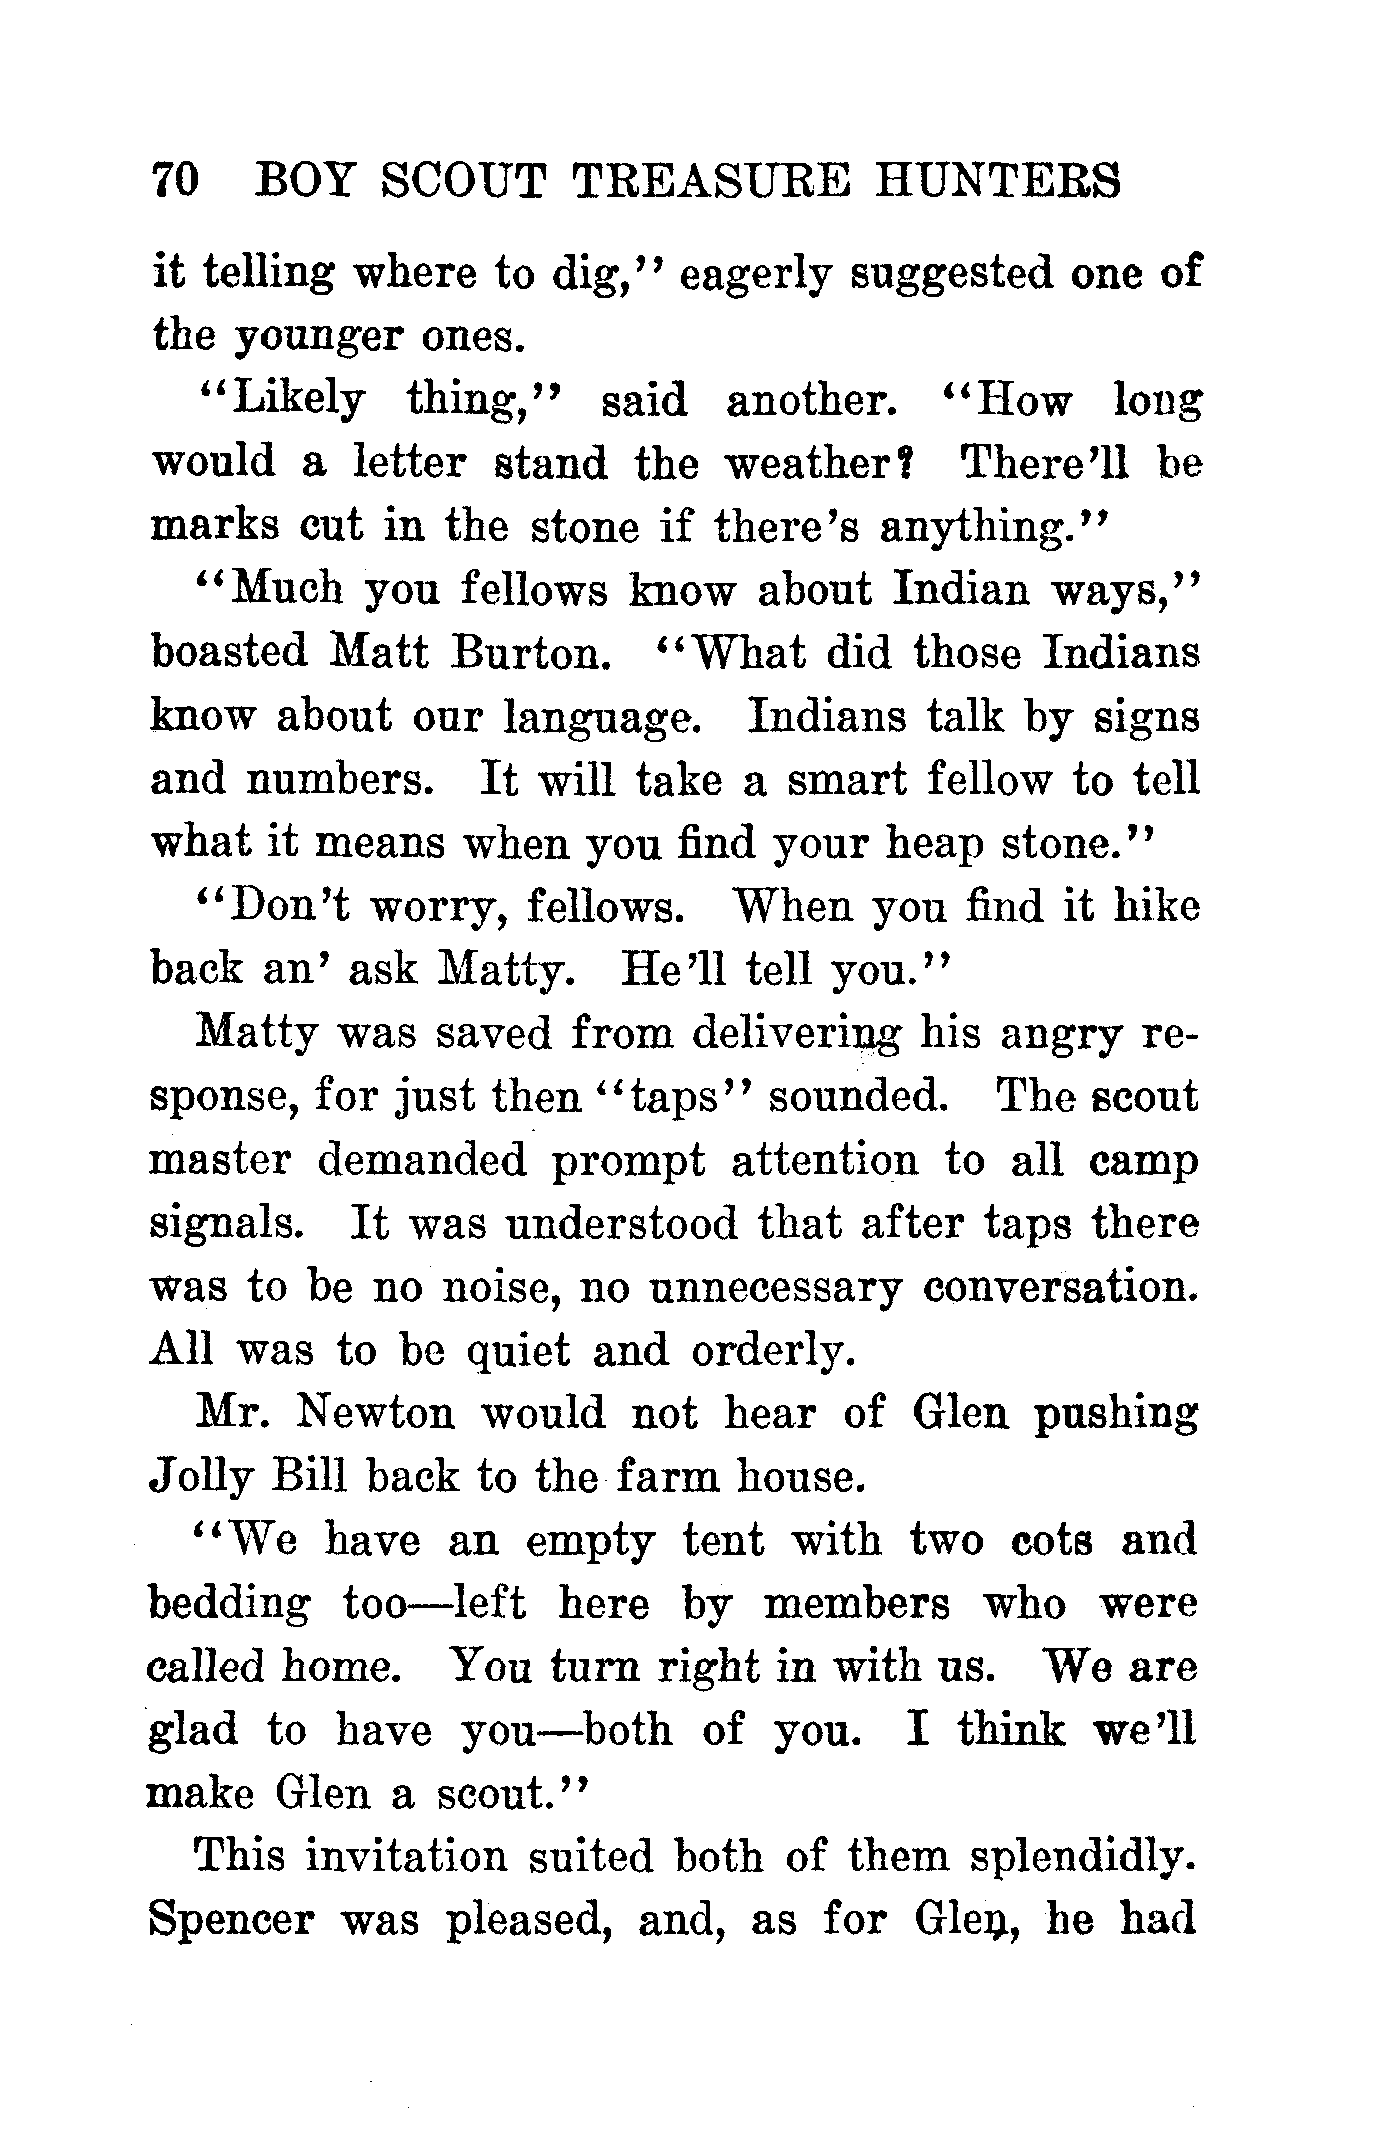 70 BOY SCOUT TREASURE HUNTERS
it telling where to dig,'' eagerly suggested one of
the younger ones.
"Likely thing," said another. "How long
would a letter stand the weather? There'll be
marks cut in the stone if there's anything."
"Much you fellows know about Indian ways,"
boasted Matt Burton. "What did those Indians
know about our language. Indians talk by signs
and numbers. It will take a smart fellow to tell
what it means when you find your heap stone."
"Don't worry, fellows. When you find it hike
back an' ask Matty. He'll tell you."
Matty was saved from delivering his angry re-
sponse, for just then "taps" sounded. The scout
master demanded prompt attention to all camp
signals. It was understood that after taps there
was to be no noise, no unnecessary conversation.
All was to be quiet and orderly.
Mr. Newton would not hear of Glen pushing
Jolly Bill back to the farm house.
"We have an empty tent with two cots and
bedding too—left here by members who were
called home. You turn right in with us. We are
glad to have you—both of you. I think we'll
make Glen a scout."
This invitation suited both of them splendidly.
Spencer was pleased, and, as for Glen, he had